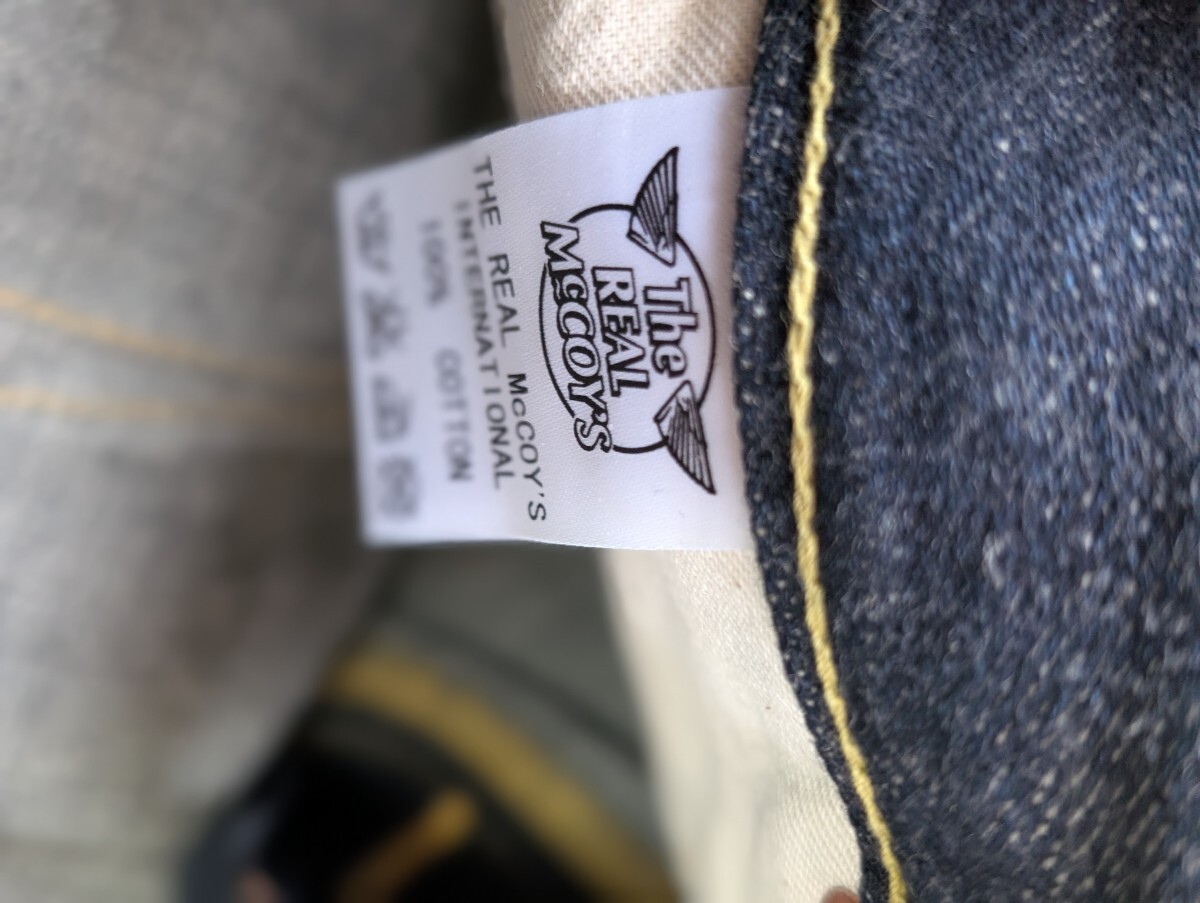 The
REAL
McCOY'S
THE REAL McCOY'S
INTERNATIONAL
100% COTTON